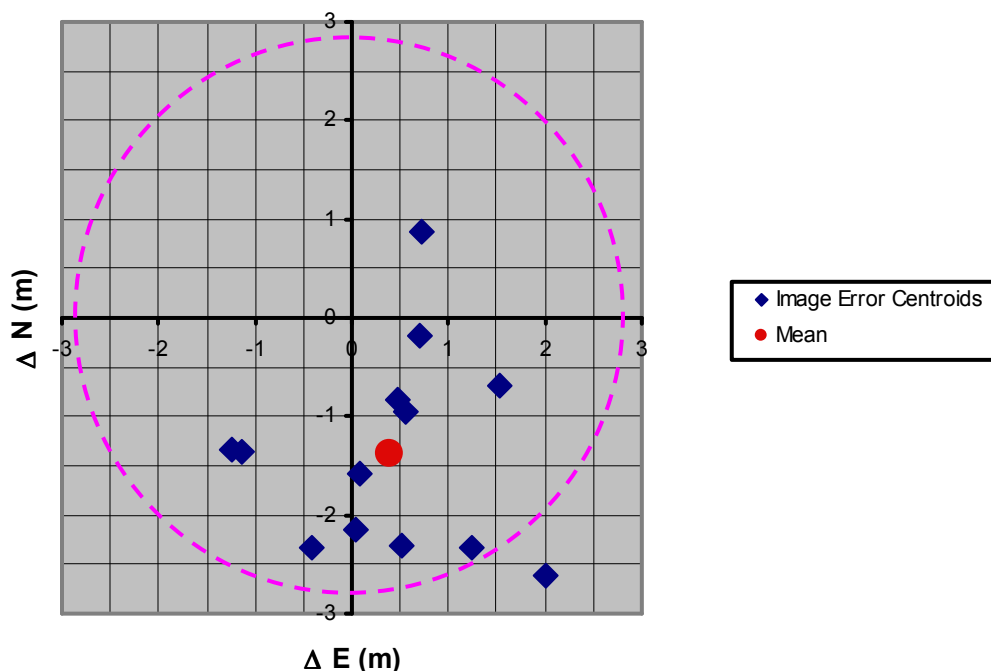 3
2
1
0
-3 -2 -1 0 1 2 3
-1
-2
-3
Δ N (m)
Δ E (m)
Image Error Centroids
Mean